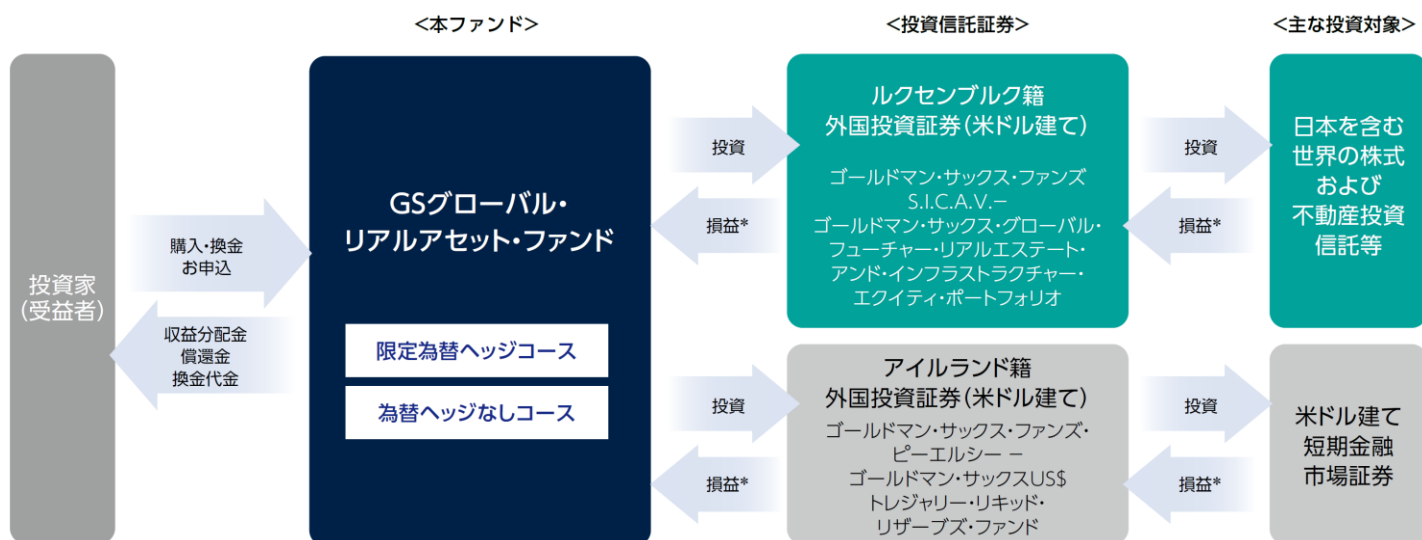 <本ファンド>
<投資信託証券>
<主な投資対象>
投資家
(受益者)
購入・換金
お申込
収益分配金
償還金
換金代金
GSグローバル・
リアルアセット・ファンド
限定為替ヘッジコース
為替ヘッジなしコース
投資
損益*
投資
損益*
ルクセンブルク籍
外国投資証券(米ドル建て)
ゴールドマン・サックス・ファンズ
S.I.C.A.V.−
ゴールドマン・サックス・グローバル・
フューチャー・リアルエステート・
アンド・インフラストラクチャー・
エクイティ・ポートフォリオ
アイルランド籍
外国投資証券(米ドル建て)
ゴールドマン・サックス・ファンズ・
ピーエルシー −
ゴールドマン・サックスUS$
トレジャリー・リキッド・
リザーブズ・ファンド
投資
損益*
投資
損益*
日本を含む
世界の株式
および
不動産投資
信託等
米ドル建て
短期金融
市場証券